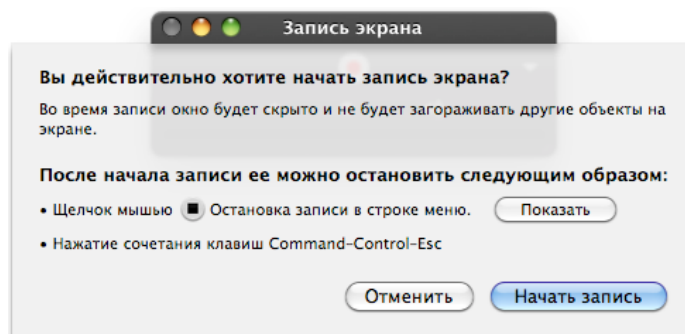 Запись экрана
Вы действительно хотите начать запись экрана?
Во время записи окно будет скрыто и не будет загораживать другие объекты на
экране.
После начала записи ее можно остановить следующим образом:
• Щелчок мышью Остановка записи в строке меню. Показать
• Нажатие сочетания клавиш Command-Control-Esc
Отменить Начать запись